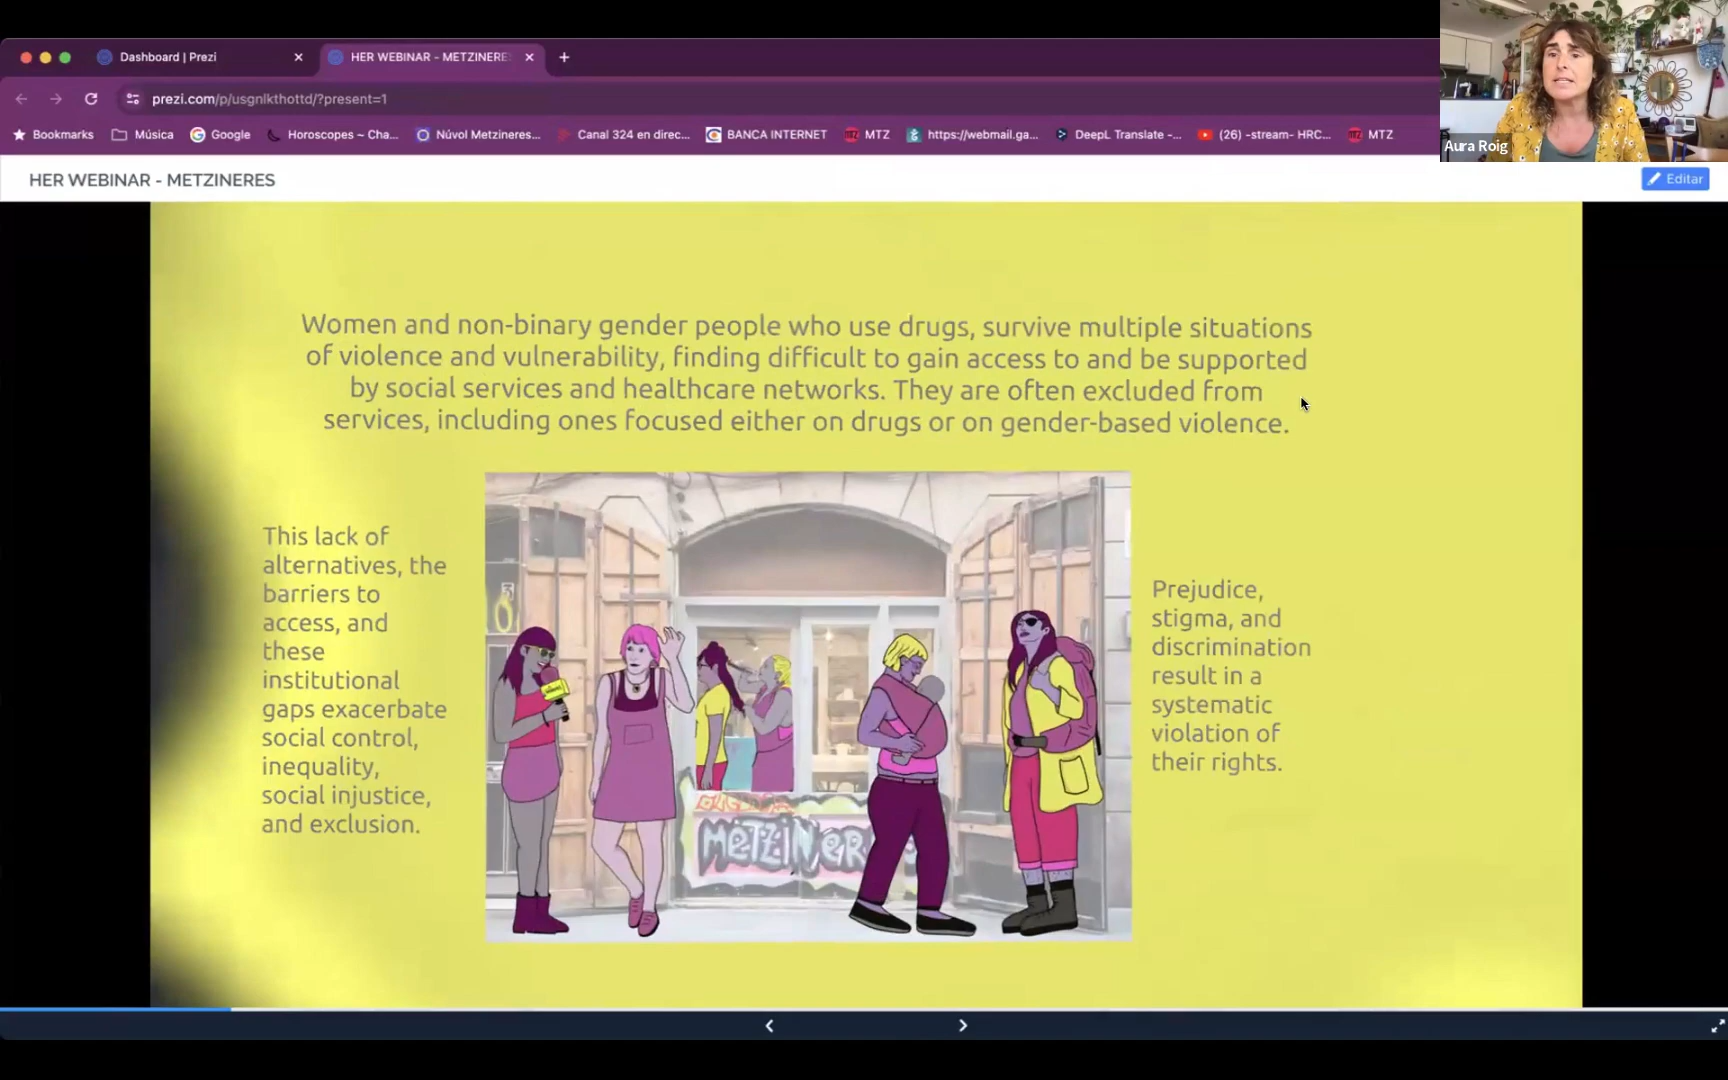 Dashboard | Prezi
HER WEBINAR - METZINERE
prezi.com/p/usgnlkthottd/?present=1
Bookmarks
Música
Google
Horoscopes ~ Cha...
Núvol Metzineres...
Canal 324 en direc...
BANCA INTERNET
MTZ
https://webmail.ga...
DeepL Translate -...
(26) -stream- HRC...
MTZ
Aura Roig
HER WEBINAR - METZINERES
Editar
Women and non-binary gender people who use drugs, survive multiple situations
of violence and vulnerability, finding difficult to gain access to and be supported
by social services and healthcare networks. They are often excluded from
services, including ones focused either on drugs or on gender-based violence.
This lack of
alternatives, the
barriers to
access, and
these
institutional
gaps exacerbate
social control,
inequality,
social injustice,
and exclusion.
METZINER
Prejudice,
stigma, and
discrimination
result in a
systematic
violation of
their rights.